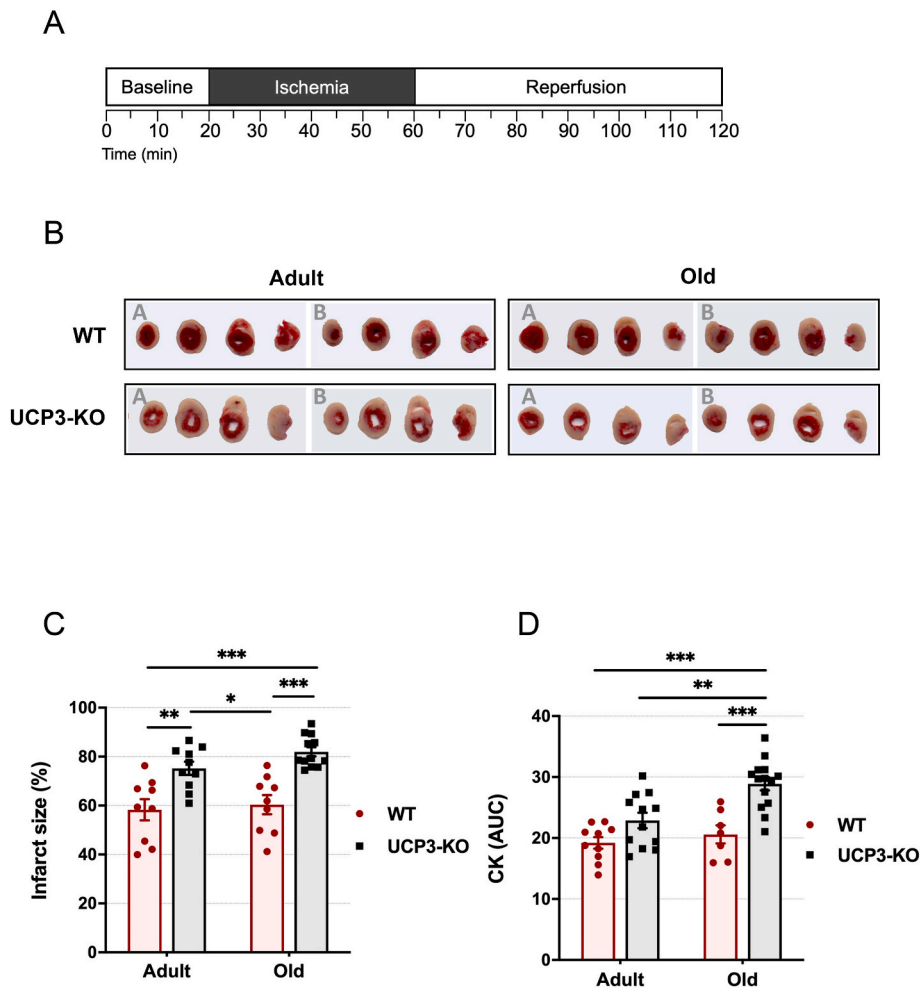 A
Baseline Ischemia Reperfusion
0 10 20 30 40 50 60 70 80 90 100 110 120
Time (min)
B
Adult Old
WT A B A B
UCP3-KO A B A B
C
***
* ***
**
Infarct size (%)
100
80
60
40
20
0
Adult Old
WT
UCP3-KO
D
***
**
***
CK (AUC)
40
30
20
10
0
Adult Old
WT
UCP3-KO